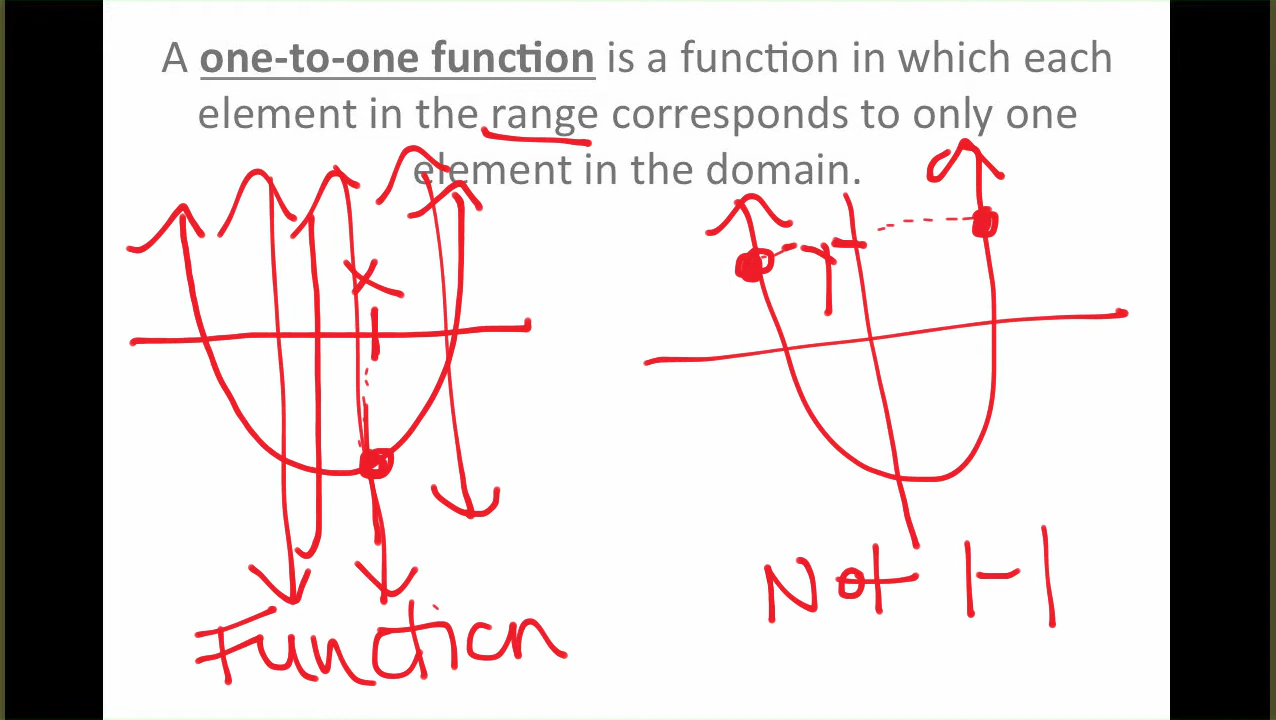 A one-to-one function is a function in which each
element in the range corresponds to only one
element in the domain.
x
y
Function
Not 1-1